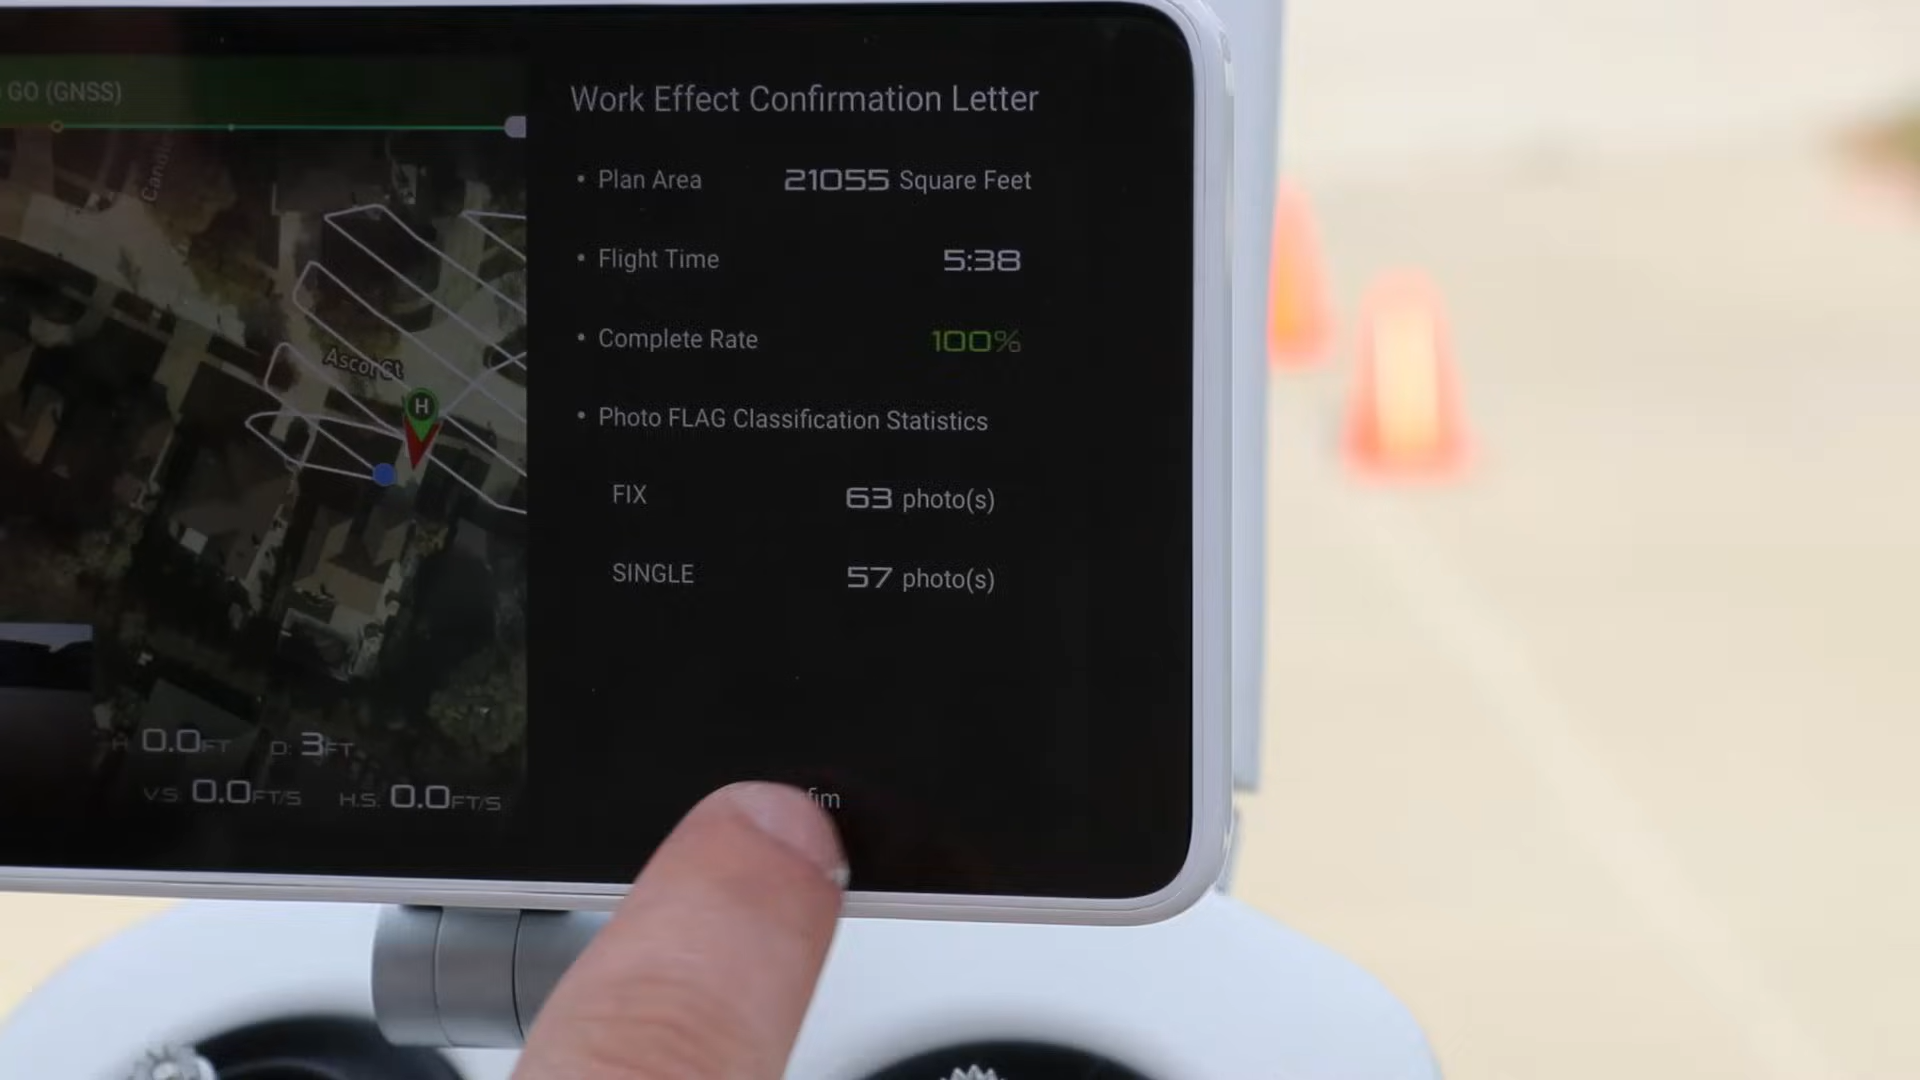 GO (GNSS)
Work Effect Confirmation Letter
• Plan Area 21055 Square Feet
• Flight Time 5:38
• Complete Rate 100%
• Photo FLAG Classification Statistics
FIX 63 photo(s)
SINGLE 57 photo(s)
Ascot Ct
H
H: 0.0FT D: 3FT
V.S: 0.0FT/S H.S: 0.0FT/S